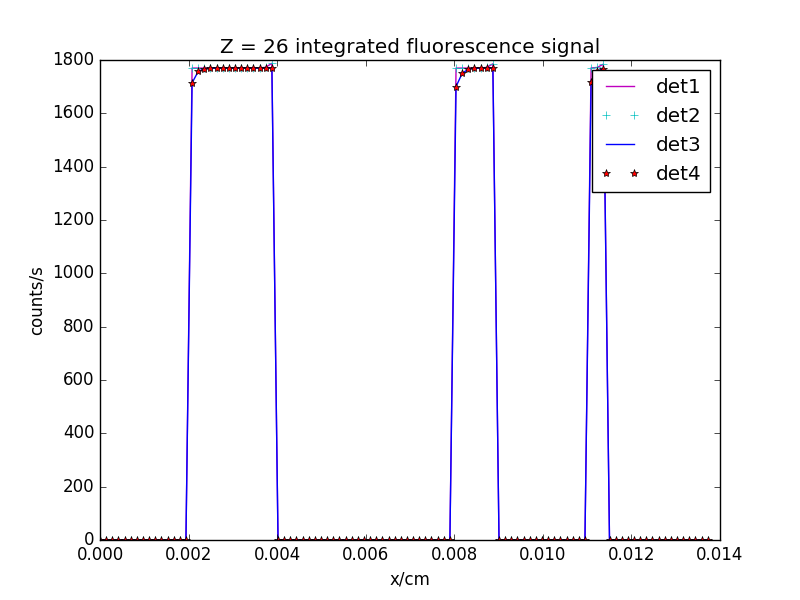 Z = 26 integrated fluorescence signal
1800
1600
1400
1200
1000
800
600
400
200
0
counts/s
det1
det2
det3
det4
0.000 0.002 0.004 0.006 0.008 0.010 0.012 0.014
x/cm